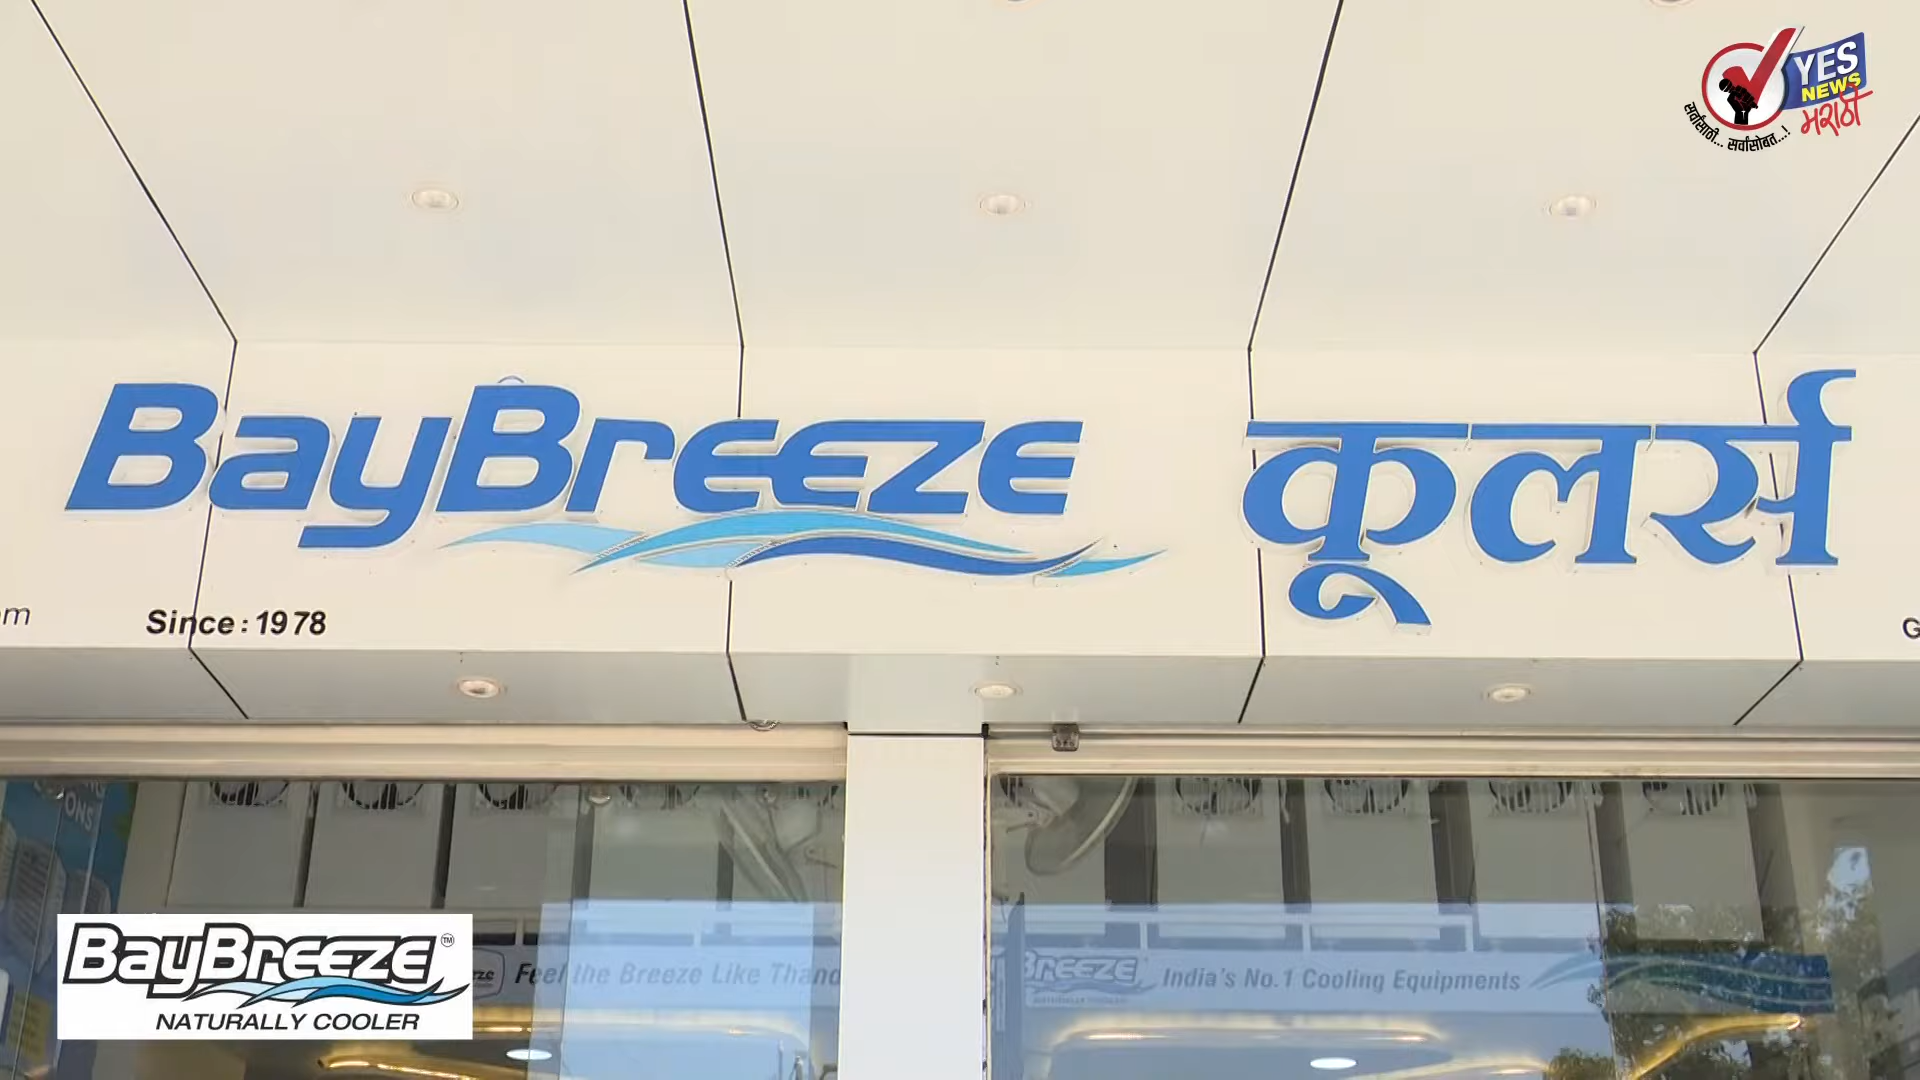 YES
NEWS
मराठी
सर्वांसाठी... सर्वांसोबत...!
BayBreeze कूलर्स
Since : 1978
BayBreeze™
NATURALLY COOLER
Feel the Breeze Like Thand
Breeze
India's No.1 Cooling Equipments